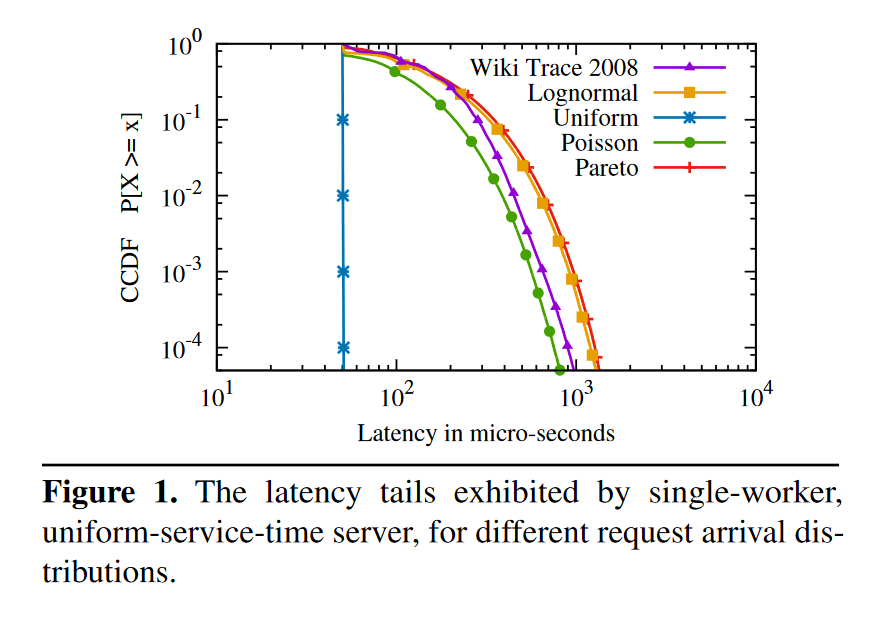 10^0
10^-1
10^-2
10^-3
10^-4
CCDF P[X >= x]
Wiki Trace 2008
Lognormal
Uniform
Poisson
Pareto
10^1 10^2 10^3 10^4
Latency in micro-seconds
Figure 1. The latency tails exhibited by single-worker,
uniform-service-time server, for different request arrival dis-
tributions.